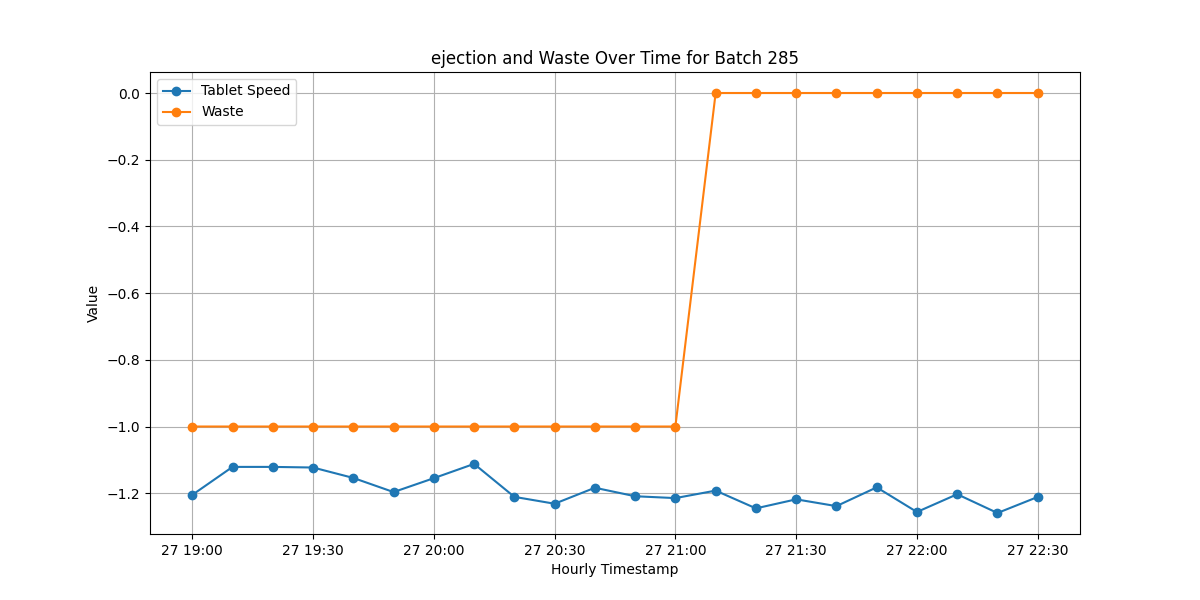 ejection and Waste Over Time for Batch 285
Tablet Speed
Waste
Value
0.0
−0.2
−0.4
−0.6
−0.8
−1.0
−1.2
27 19:00 27 19:30 27 20:00 27 20:30 27 21:00 27 21:30 27 22:00 27 22:30
Hourly Timestamp